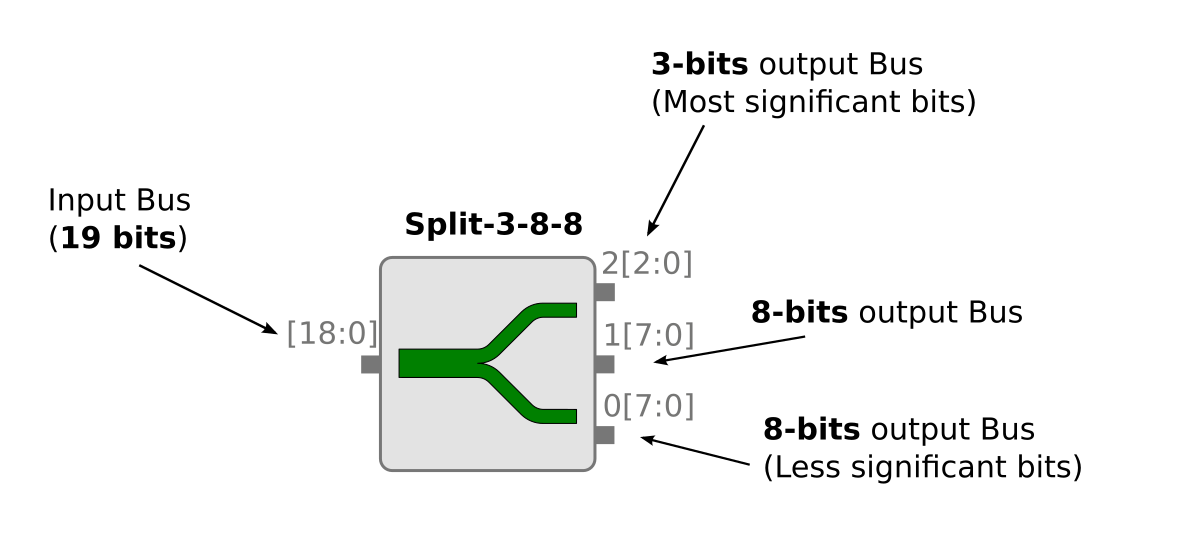 3-bits output Bus
(Most significant bits)
Input Bus
(19 bits)
Split-3-8-8
2[2:0]
[18:0]
1[7:0]
8-bits output Bus
0[7:0]
8-bits output Bus
(Less significant bits)